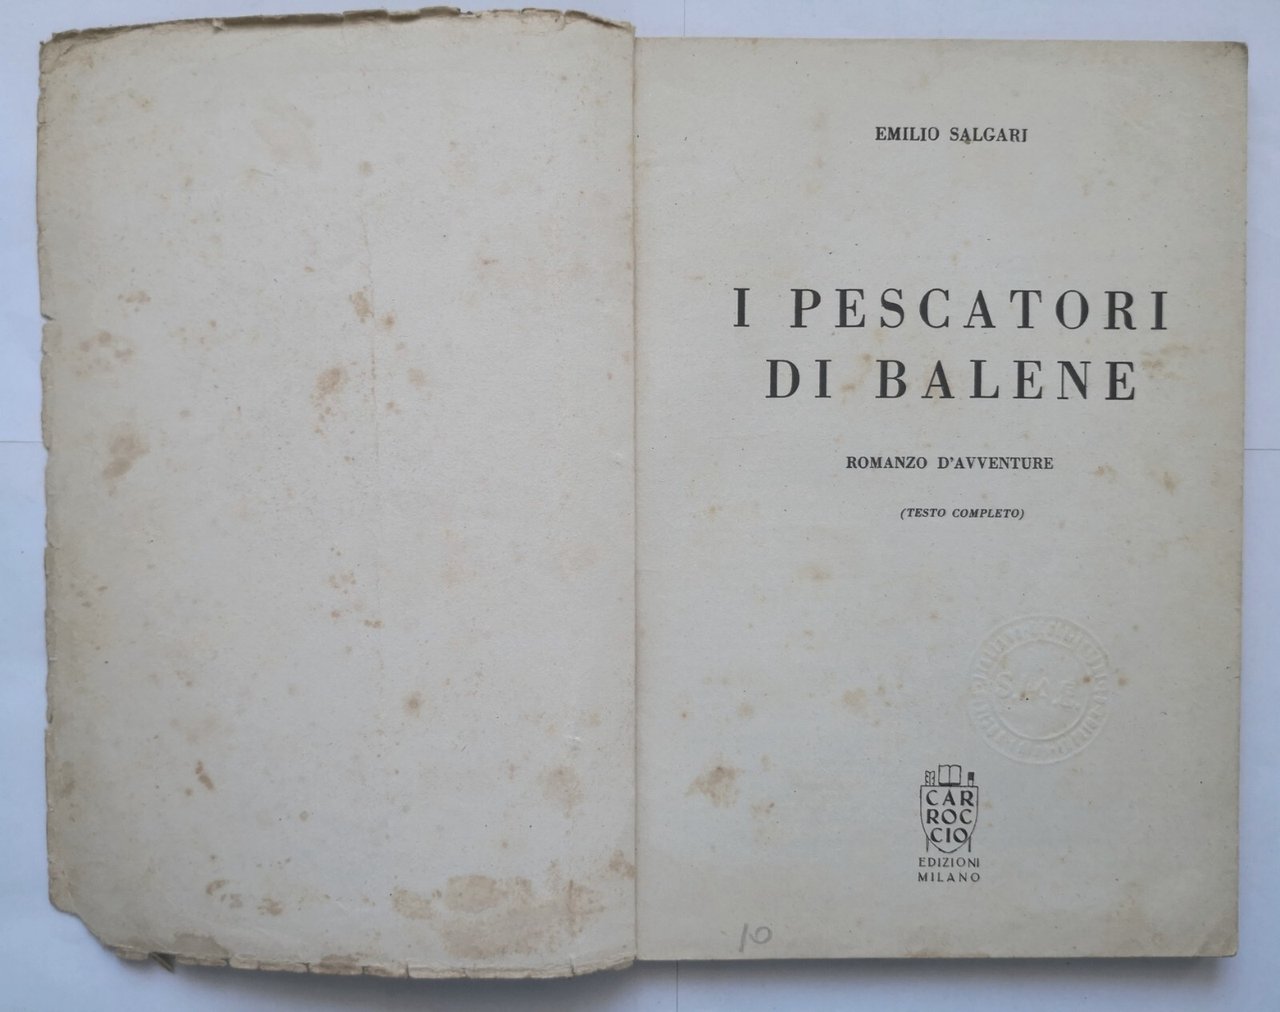 EMILIO SALGARI
I PESCATORI
DI BALENE
ROMANZO D'AVVENTURE
(TESTO COMPLETO)
S.I.A.E.
CAR
ROC
CIO
EDIZIONI
MILANO
10